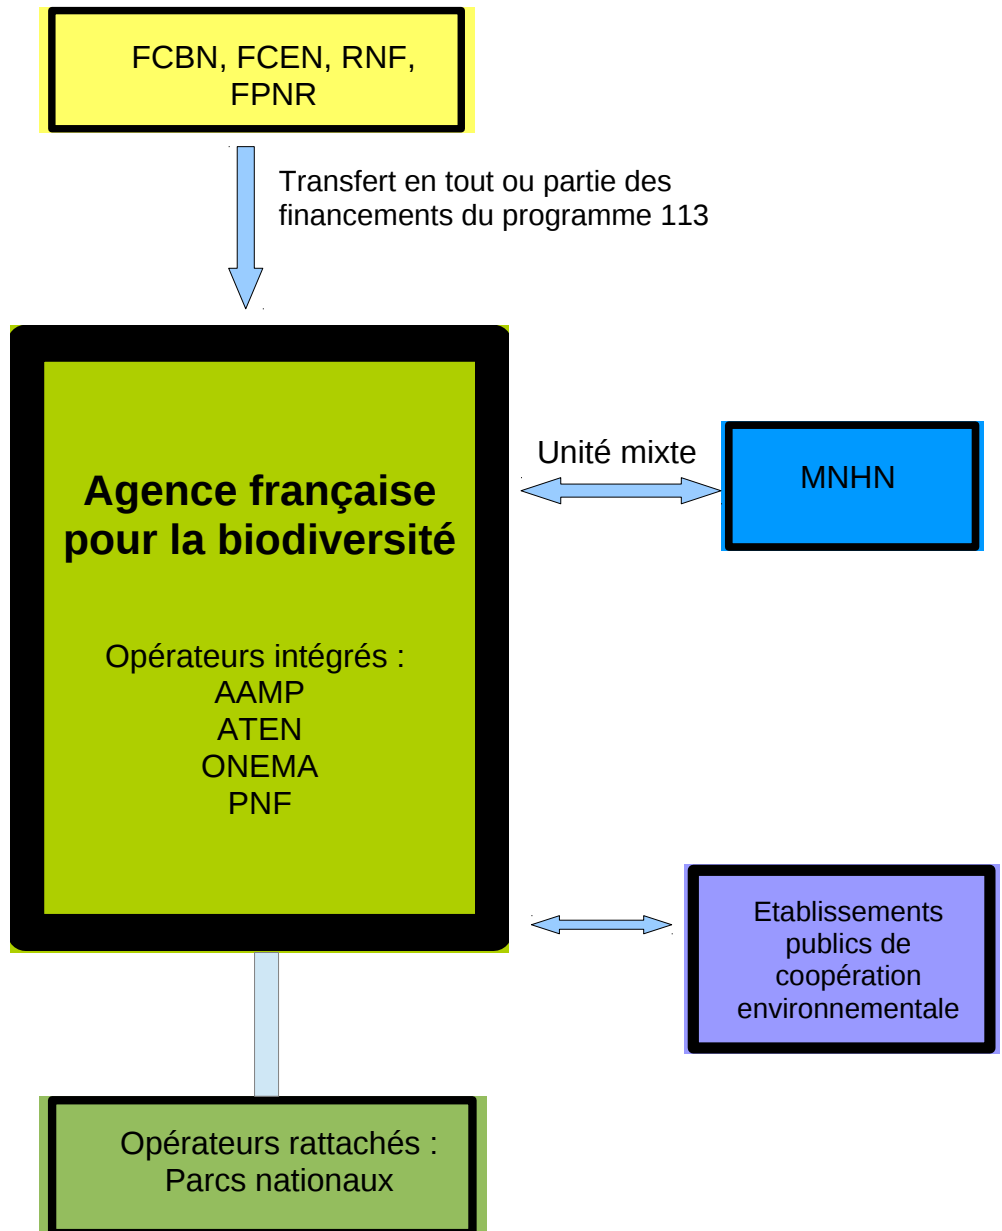 FCBN, FCEN, RNF,
FPNR
Transfert en tout ou partie des
financements du programme 113
Agence française
pour la biodiversité
Opérateurs intégrés :
AAMP
ATEN
ONEMA
PNF
Unité mixte
MNHN
Etablissements
publics de
coopération
environnementale
Opérateurs rattachés :
Parcs nationaux